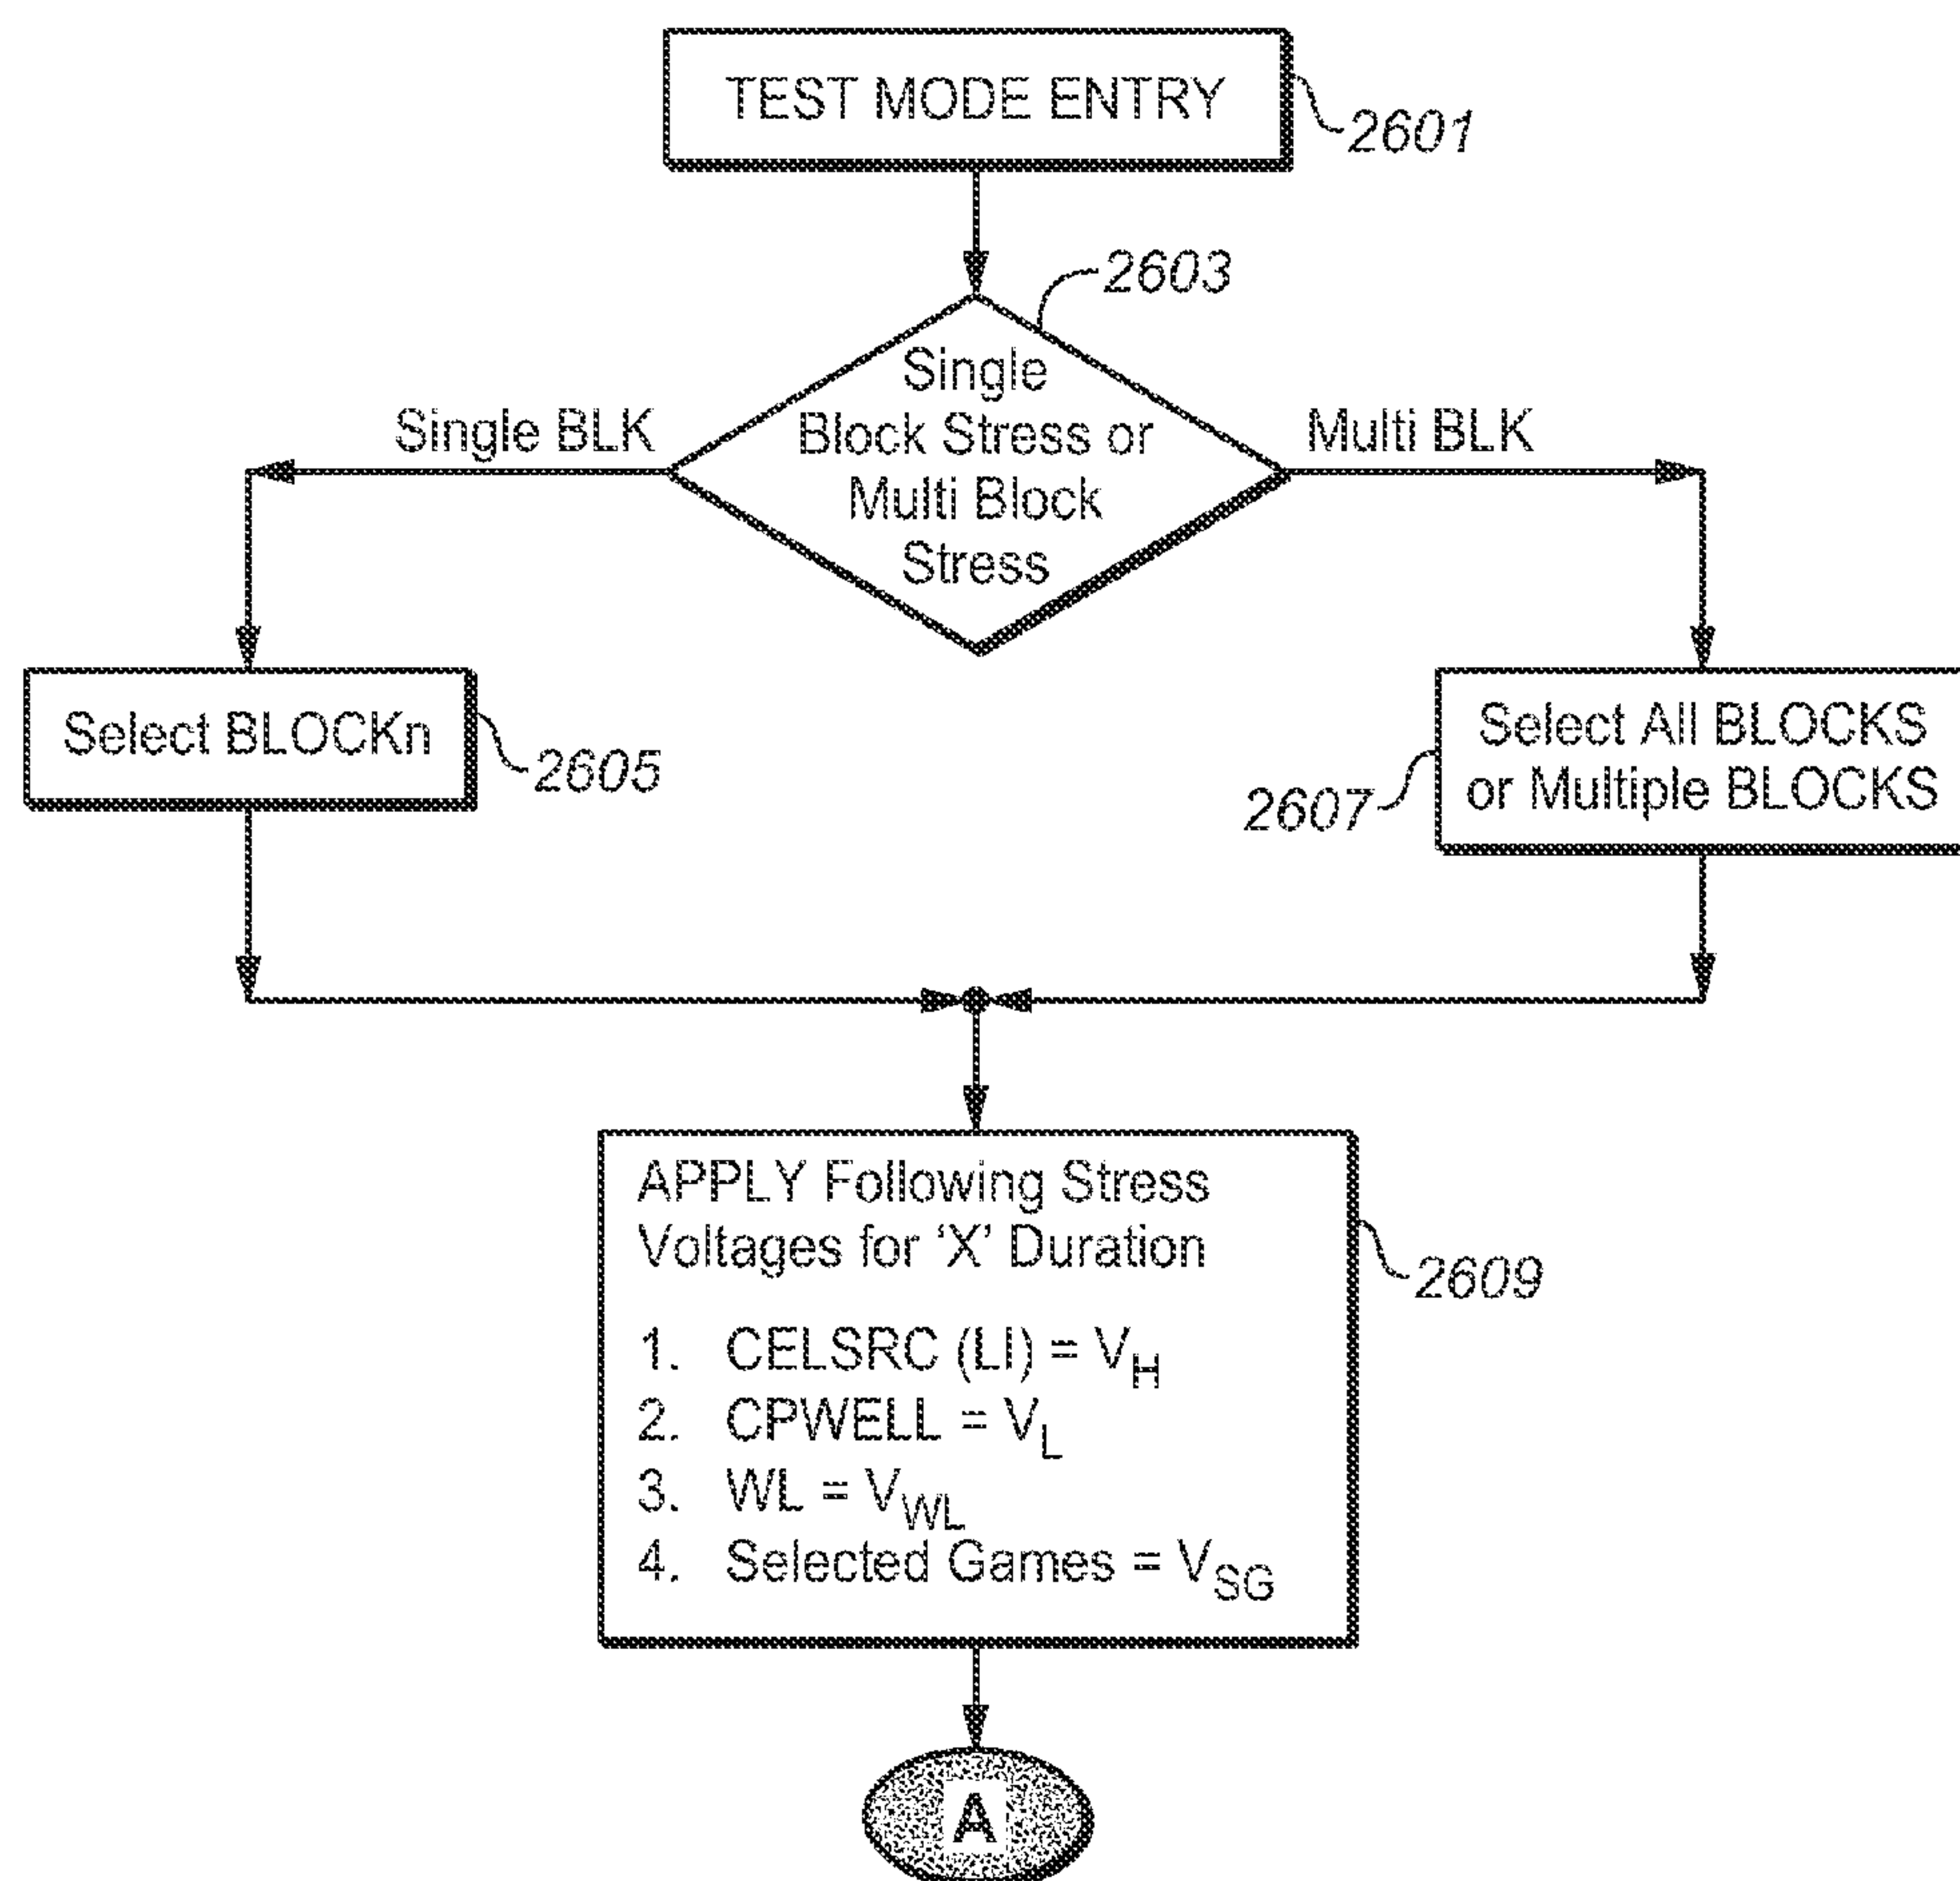 TEST MODE ENTRY
2601
2603
Single
Block Stress or
Multi Block
Stress
Single BLK
Multi BLK
Select BLOCKn
2605
Select All BLOCKS
or Multiple BLOCKS
2607
APPLY Following Stress
Voltages for ‘X’ Duration
1. CELSRC (LI) = VH
2. CPWELL = VL
3. WL = VWL
4. Selected Games = VSG
2609
A